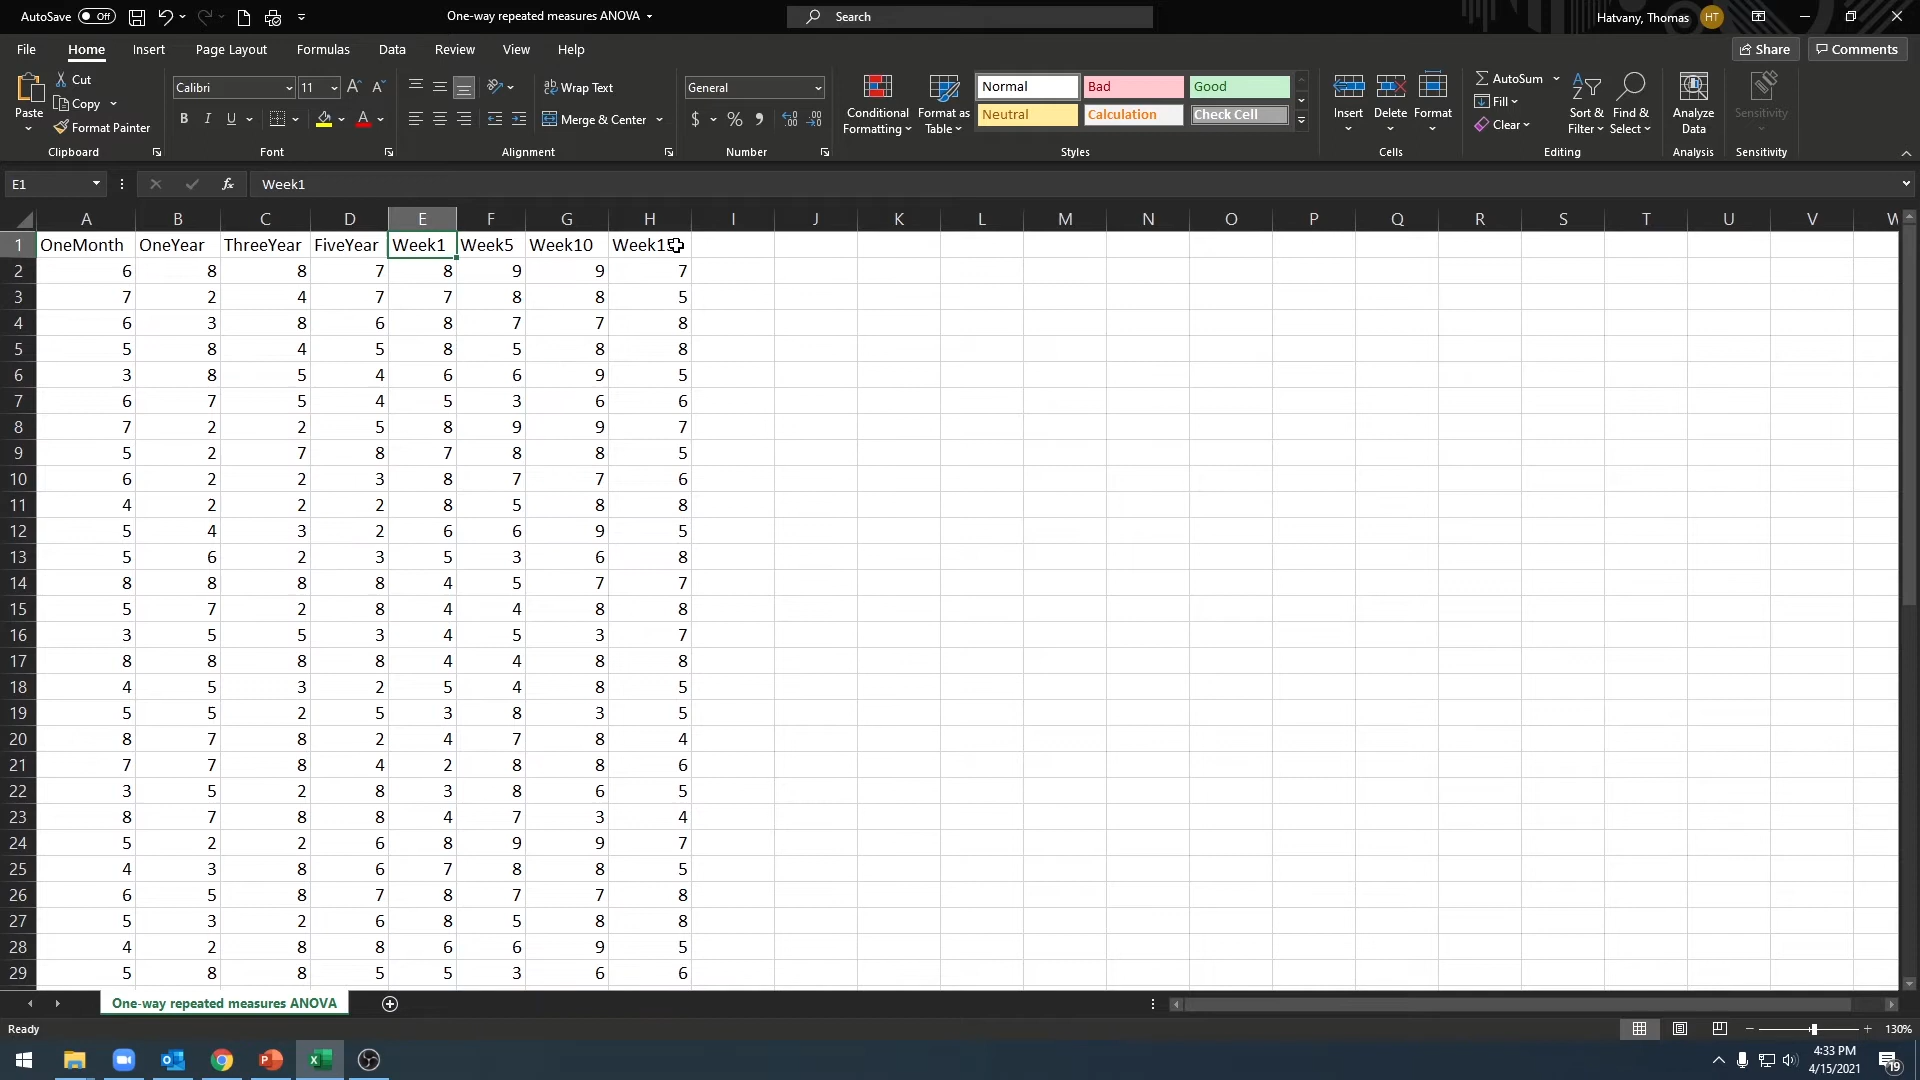 AutoSave Off One-way repeated measures ANOVA Search Hatvany, Thomas HT
File Home Insert Page Layout Formulas Data Review View Help Share Comments
Paste Cut Copy Format Painter Clipboard
Calibri 11 B I U Font
Wrap Text Merge & Center Alignment
General $ % Number
Conditional Formatting Format as Table Normal Bad Good Neutral Calculation Check Cell Styles
Insert Delete Format Cells
AutoSum Fill Clear Sort & Filter Find & Select Editing
Analyze Data Analysis
Sensitivity Sensitivity
E1 fx Week1
A B C D E F G H I J K L M N O P Q R S T U V W
1 OneMonth OneYear ThreeYear FiveYear Week1 Week5 Week10 Week15
2 6 8 8 7 8 9 9 7
3 7 2 4 7 7 8 8 5
4 6 3 8 6 8 7 7 8
5 5 8 4 5 8 5 8 8
6 3 8 5 4 6 6 9 5
7 6 7 5 4 5 3 6 6
8 7 2 2 5 8 9 9 7
9 5 2 7 8 7 8 8 5
10 6 2 2 3 8 7 7 6
11 4 2 2 2 8 5 8 8
12 5 4 3 2 6 6 9 5
13 5 6 2 3 5 3 6 8
14 8 8 8 8 4 5 7 7
15 5 7 2 8 4 4 8 8
16 3 5 5 3 4 5 3 7
17 8 8 8 8 4 4 8 8
18 4 5 3 2 5 4 8 5
19 5 5 2 5 3 8 3 5
20 8 7 8 2 4 7 8 4
21 7 7 8 4 2 8 8 6
22 3 5 2 8 3 8 6 5
23 8 7 8 8 4 7 3 4
24 5 2 2 6 8 9 9 7
25 4 3 8 6 7 8 8 5
26 6 5 8 7 8 7 7 8
27 5 3 2 6 8 5 8 8
28 4 2 8 8 6 6 9 5
29 5 8 8 5 5 3 6 6
One-way repeated measures ANOVA
Ready 130%
4:33 PM
4/15/2021
19